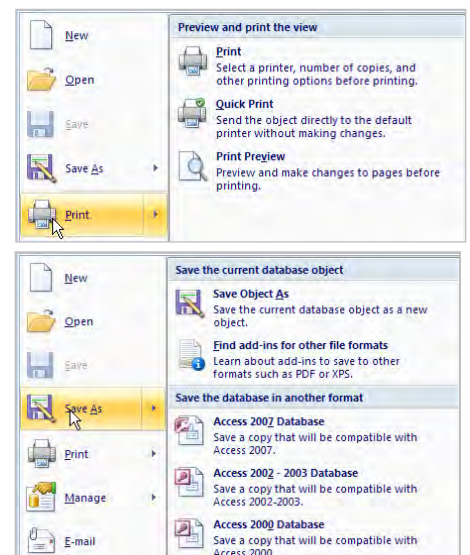 New
Open
Save
Save As
Print
Preview and print the view
Print
Select a printer, number of copies, and
other printing options before printing.
Quick Print
Send the object directly to the default
printer without making changes.
Print Preview
Preview and make changes to pages before
printing.
New
Open
Save
Save As
Print
Manage
E-mail
Save the current database object
Save Object As
Save the current database object as a new
object.
Find add-ins for other file formats
Learn about add-ins to save to other
formats such as PDF or XPS.
Save the database in another format
Access 2007 Database
Save a copy that will be compatible with
Access 2007.
Access 2002 - 2003 Database
Save a copy that will be compatible with
Access 2002-2003.
Access 2000 Database
Save a copy that will be compatible with
Access 2000.